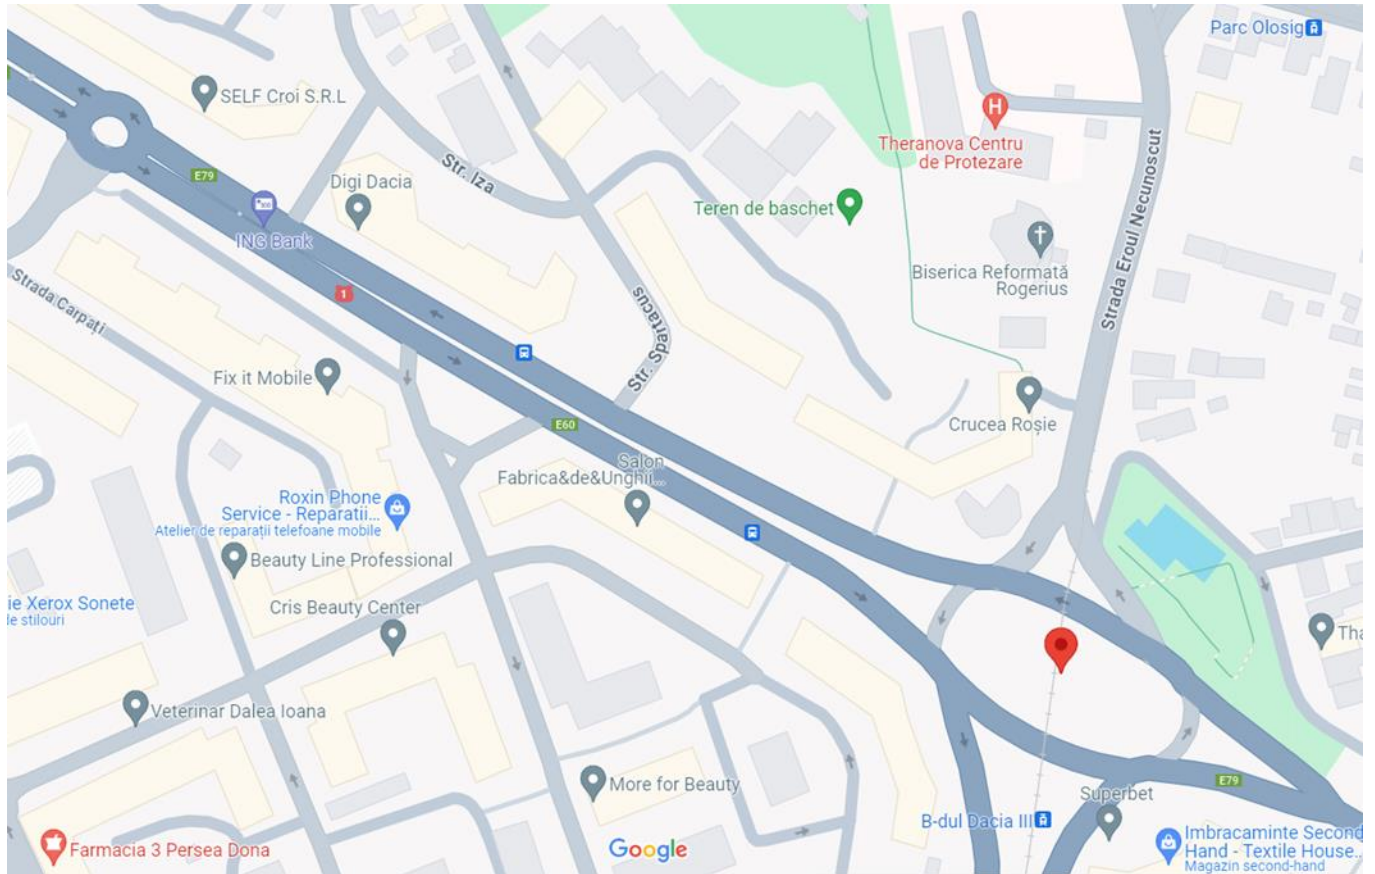 Parc Olosig
SELF Croi S.R.L
H
Theranova Centru
de Protezare
Str. Iza
E79
Digi Dacia
Strada Eroul Necunoscut
Teren de baschet
ING Bank
Biserica Reformată
Rogerius
Strada Carpați
1
Str. Spartacus
Fix it Mobile
Crucea Roșie
E60
Salon
Fabrica&de&Unghii...
Roxin Phone
Service - Reparatii...
Atelier de reparații telefoane mobile
Beauty Line Professional
ie Xerox Sonete
le stilouri
Cris Beauty Center
Tha
Veterinar Dalea Ioana
More for Beauty
E79
Superbet
B-dul Dacia III
Imbracaminte Second
Hand - Textile House...
Magazin second-hand
Farmacia 3 Persea Dona
Google